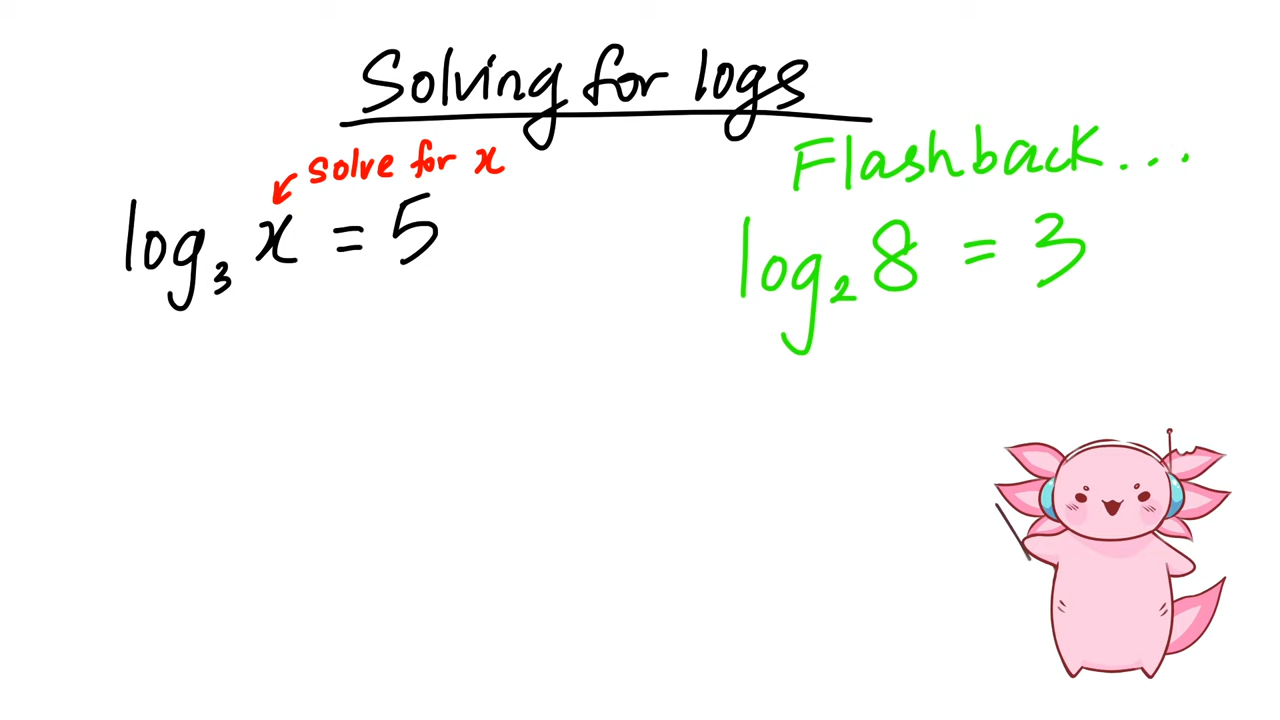 Solving for logs
solve for x
log₃ x = 5
Flashback...
log₂ 8 = 3